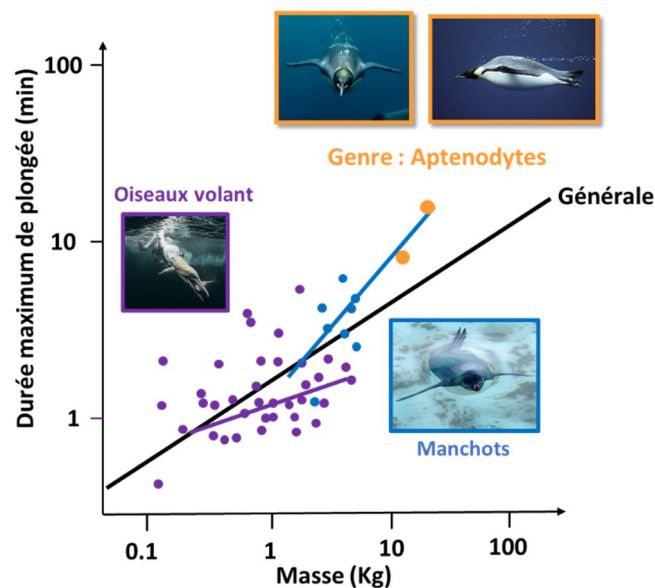 100
10
1
Durée maximum de plongée (min)
Genre : Aptenodytes
Oiseaux volant
Générale
Manchots
0.1
1
10
100
Masse (Kg)